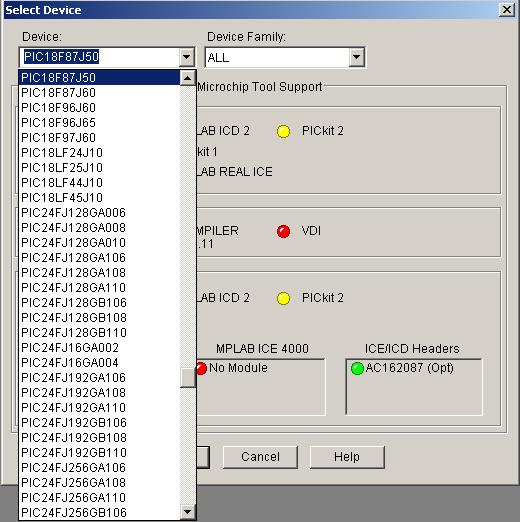 Select Device
Device: Device Family:
PIC18F87J50 ALL
PIC18F87J50
PIC18F87J60
PIC18F96J60
PIC18F96J65
PIC18F97J60
PIC18LF24J10
PIC18LF25J10
PIC18LF44J10
PIC18LF45J10
PIC24FJ128GA006
PIC24FJ128GA008
PIC24FJ128GA010
PIC24FJ128GA106
PIC24FJ128GA108
PIC24FJ128GA110
PIC24FJ128GB106
PIC24FJ128GB108
PIC24FJ128GB110
PIC24FJ16GA002
PIC24FJ16GA004
PIC24FJ192GA106
PIC24FJ192GA108
PIC24FJ192GA110
PIC24FJ192GB106
PIC24FJ192GB108
PIC24FJ192GB110
PIC24FJ256GA106
PIC24FJ256GA108
PIC24FJ256GA110
PIC24FJ256GB106
Microchip Tool Support
LAB ICD 2 PICkit 2
kit 1
LAB REAL ICE
MPILER VDI
.11
LAB ICD 2 PICkit 2
MPLAB ICE 4000 ICE/ICD Headers
No Module AC162087 (Opt)
Cancel Help